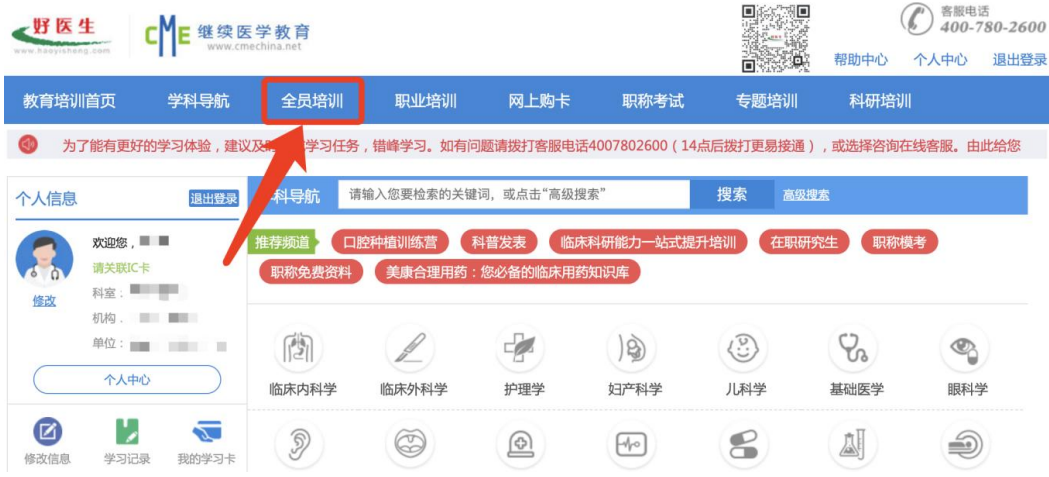 好医生
www.haoyisheng.com
CME 继续医学教育
www.cmechina.net
客服电话
400-780-2600
帮助中心 个人中心 退出登录
教育培训首页 学科导航 全员培训 职业培训 网上购卡 职称考试 专题培训 科研培训
为了能有更好的学习体验，建议及 学习任务，错峰学习。如有问题请拨打客服电话4007802600（14点后拨打更易接通），或选择咨询在线客服。由此给您
个人信息 退出登录
科导航 请输入您要检索的关键词，或点击“高级搜索” 搜索 高级搜索
欢迎您，
请关联IC卡
科室：
机构
单位：
修改
个人中心
修改信息 学习记录 我的学习卡
推荐频道 口腔种植训练营 科普发表 临床科研能力一站式提升培训 在职研究生 职称模考
职称免费资料 美康合理用药：您必备的临床用药知识库
临床内科学 临床外科学 护理学 妇产科学 儿科学 基础医学 眼科学